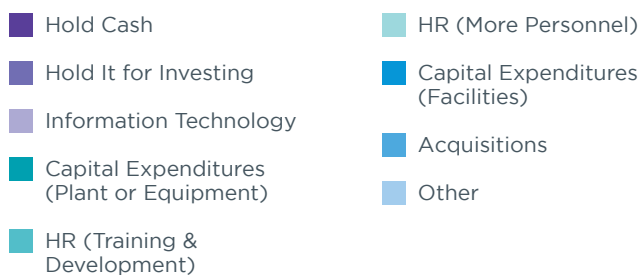 Hold Cash
Hold It for Investing
Information Technology
Capital Expenditures
(Plant or Equipment)
HR (Training &
Development)
HR (More Personnel)
Capital Expenditures
(Facilities)
Acquisitions
Other